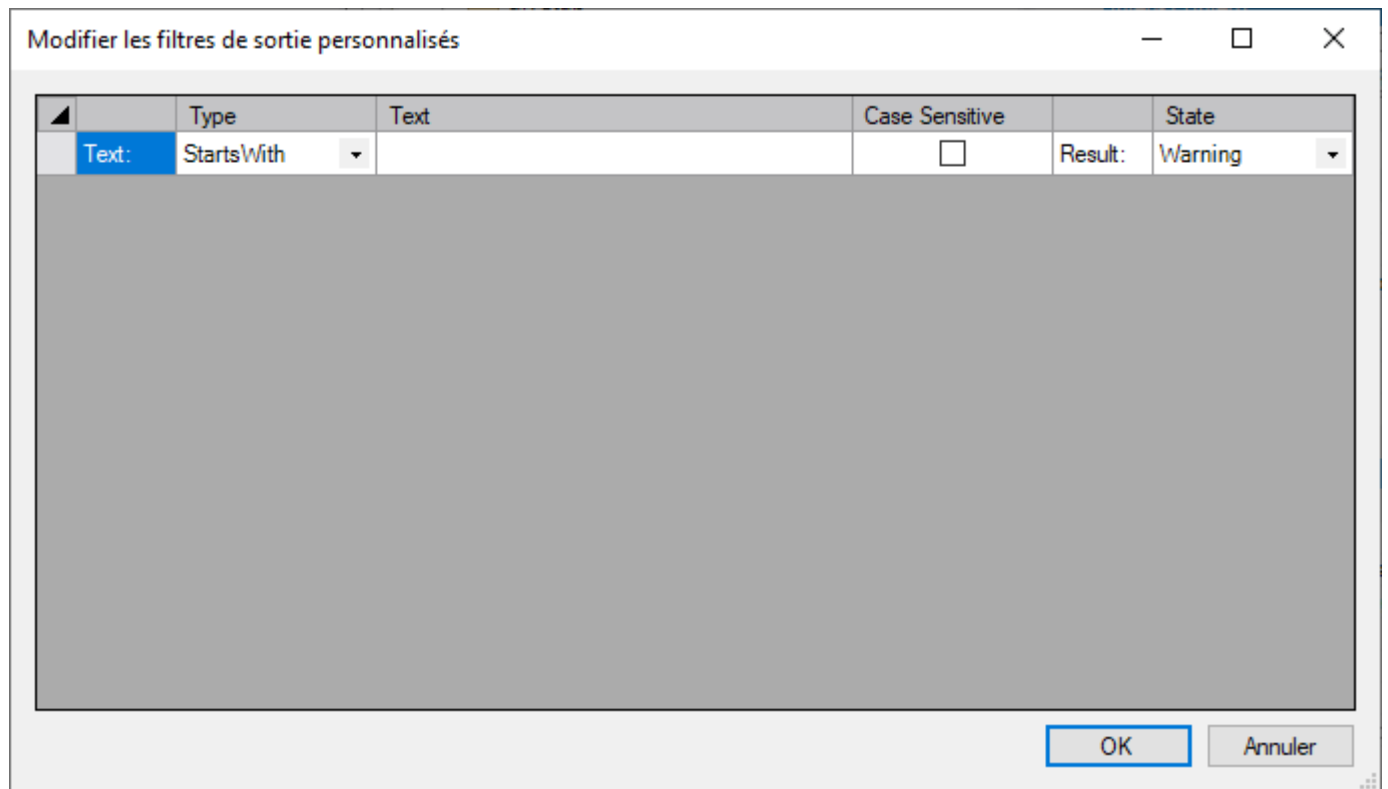 Modifier les filtres de sortie personnalisés
Type Text Case Sensitive State
Text: StartsWith Result: Warning
OK Annuler